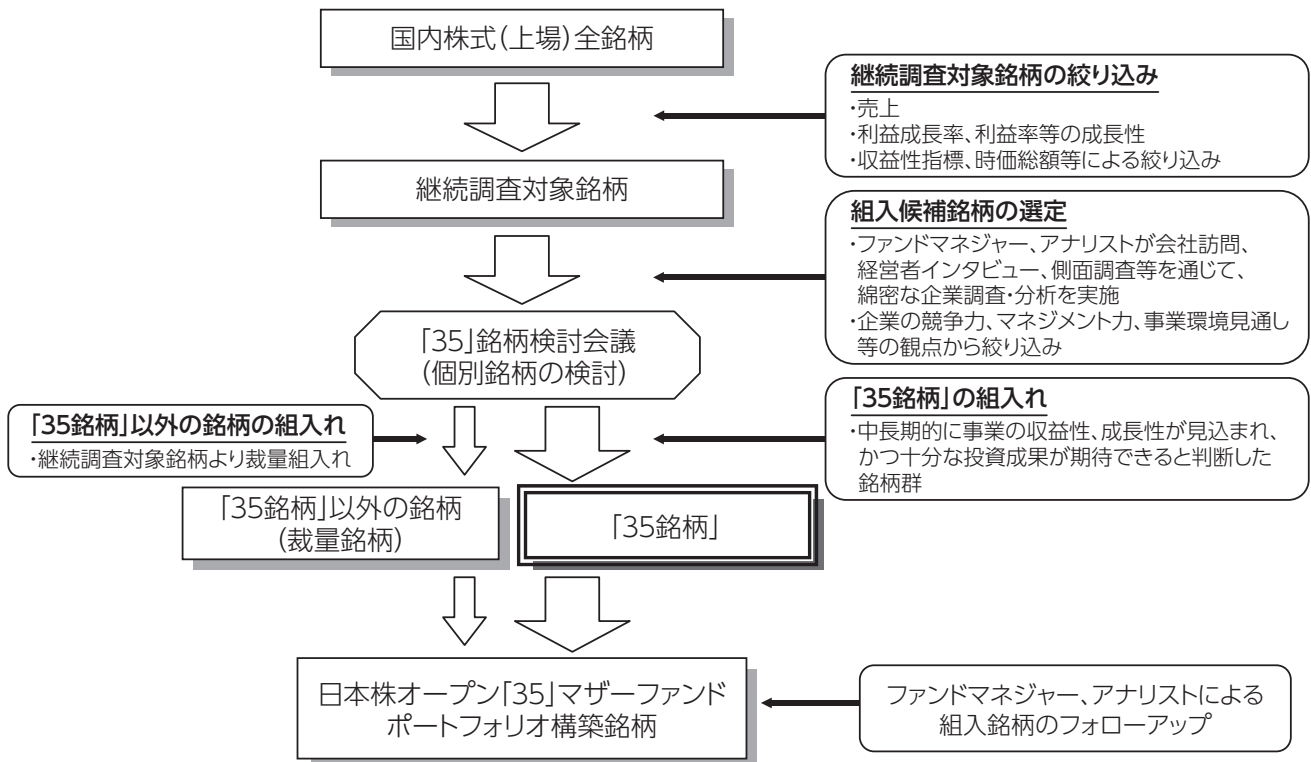 国内株式(上場)全銘柄
継続調査対象銘柄の絞り込み
・売上
・利益成長率、利益率等の成長性
・収益性指標、時価総額等による絞り込み
継続調査対象銘柄
組入候補銘柄の選定
・ファンドマネジャー、アナリストが会社訪問、
経営者インタビュー、側面調査等を通じて、
綿密な企業調査・分析を実施
・企業の競争力、マネジメント力、事業環境見通し
等の観点から絞り込み
「35」銘柄検討会議
(個別銘柄の検討)
「35銘柄」以外の銘柄の組入れ
・継続調査対象銘柄より裁量組入れ
「35銘柄」の組入れ
・中長期的に事業の収益性、成長性が見込まれ、
かつ十分な投資成果が期待できると判断した
銘柄群
「35銘柄」以外の銘柄
(裁量銘柄)
「35銘柄」
日本株オープン「35」マザーファンド
ポートフォリオ構築銘柄
ファンドマネジャー、アナリストによる
組入銘柄のフォローアップ